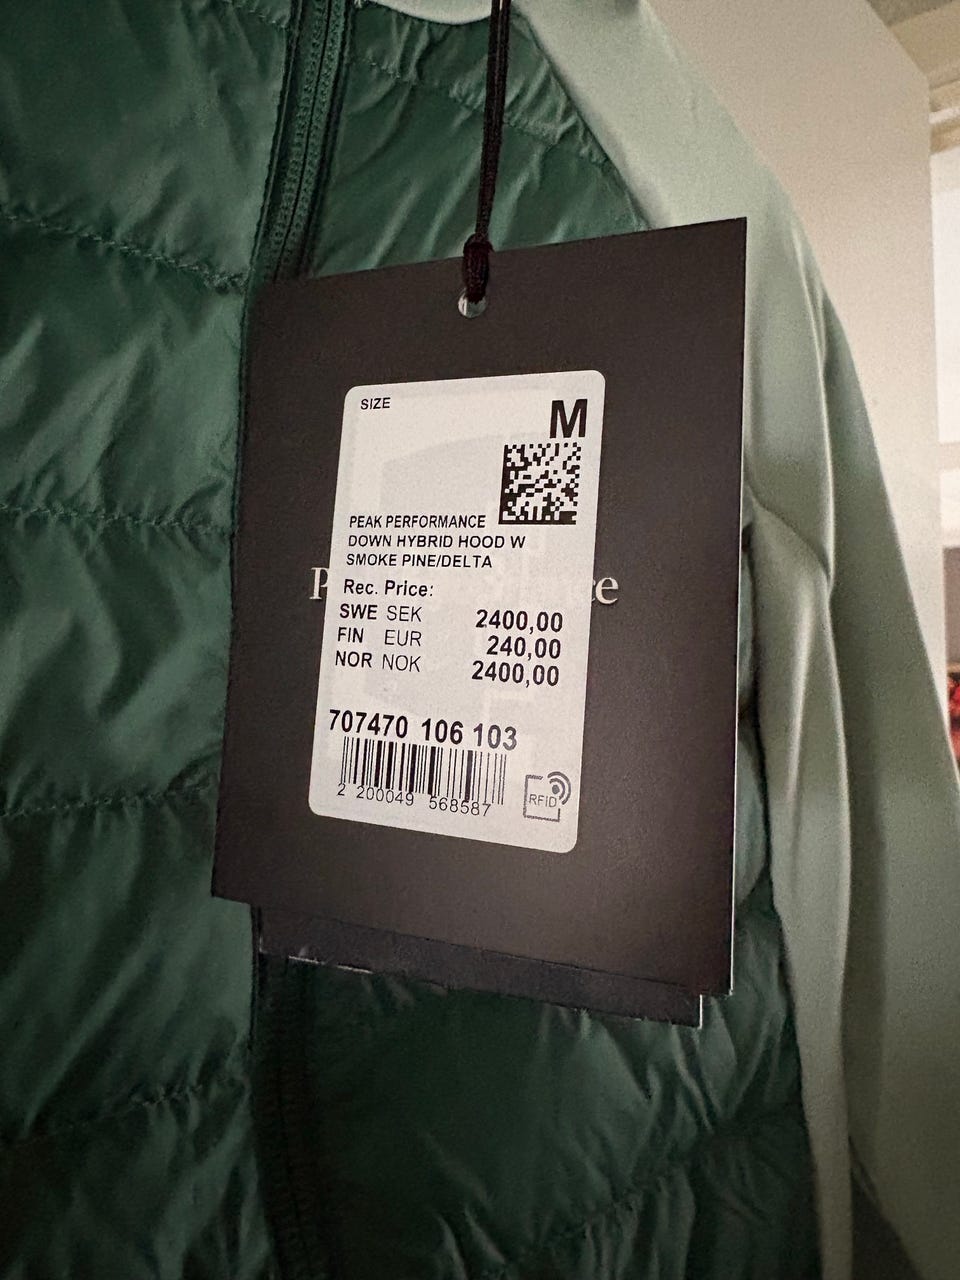 SIZE
M
PEAK PERFORMANCE
DOWN HYBRID HOOD W
SMOKE PINE/DELTA
Rec. Price:
SWE SEK 2400,00
FIN EUR 240,00
NOR NOK 2400,00
707470 106 103
2 200049 568587
RFID